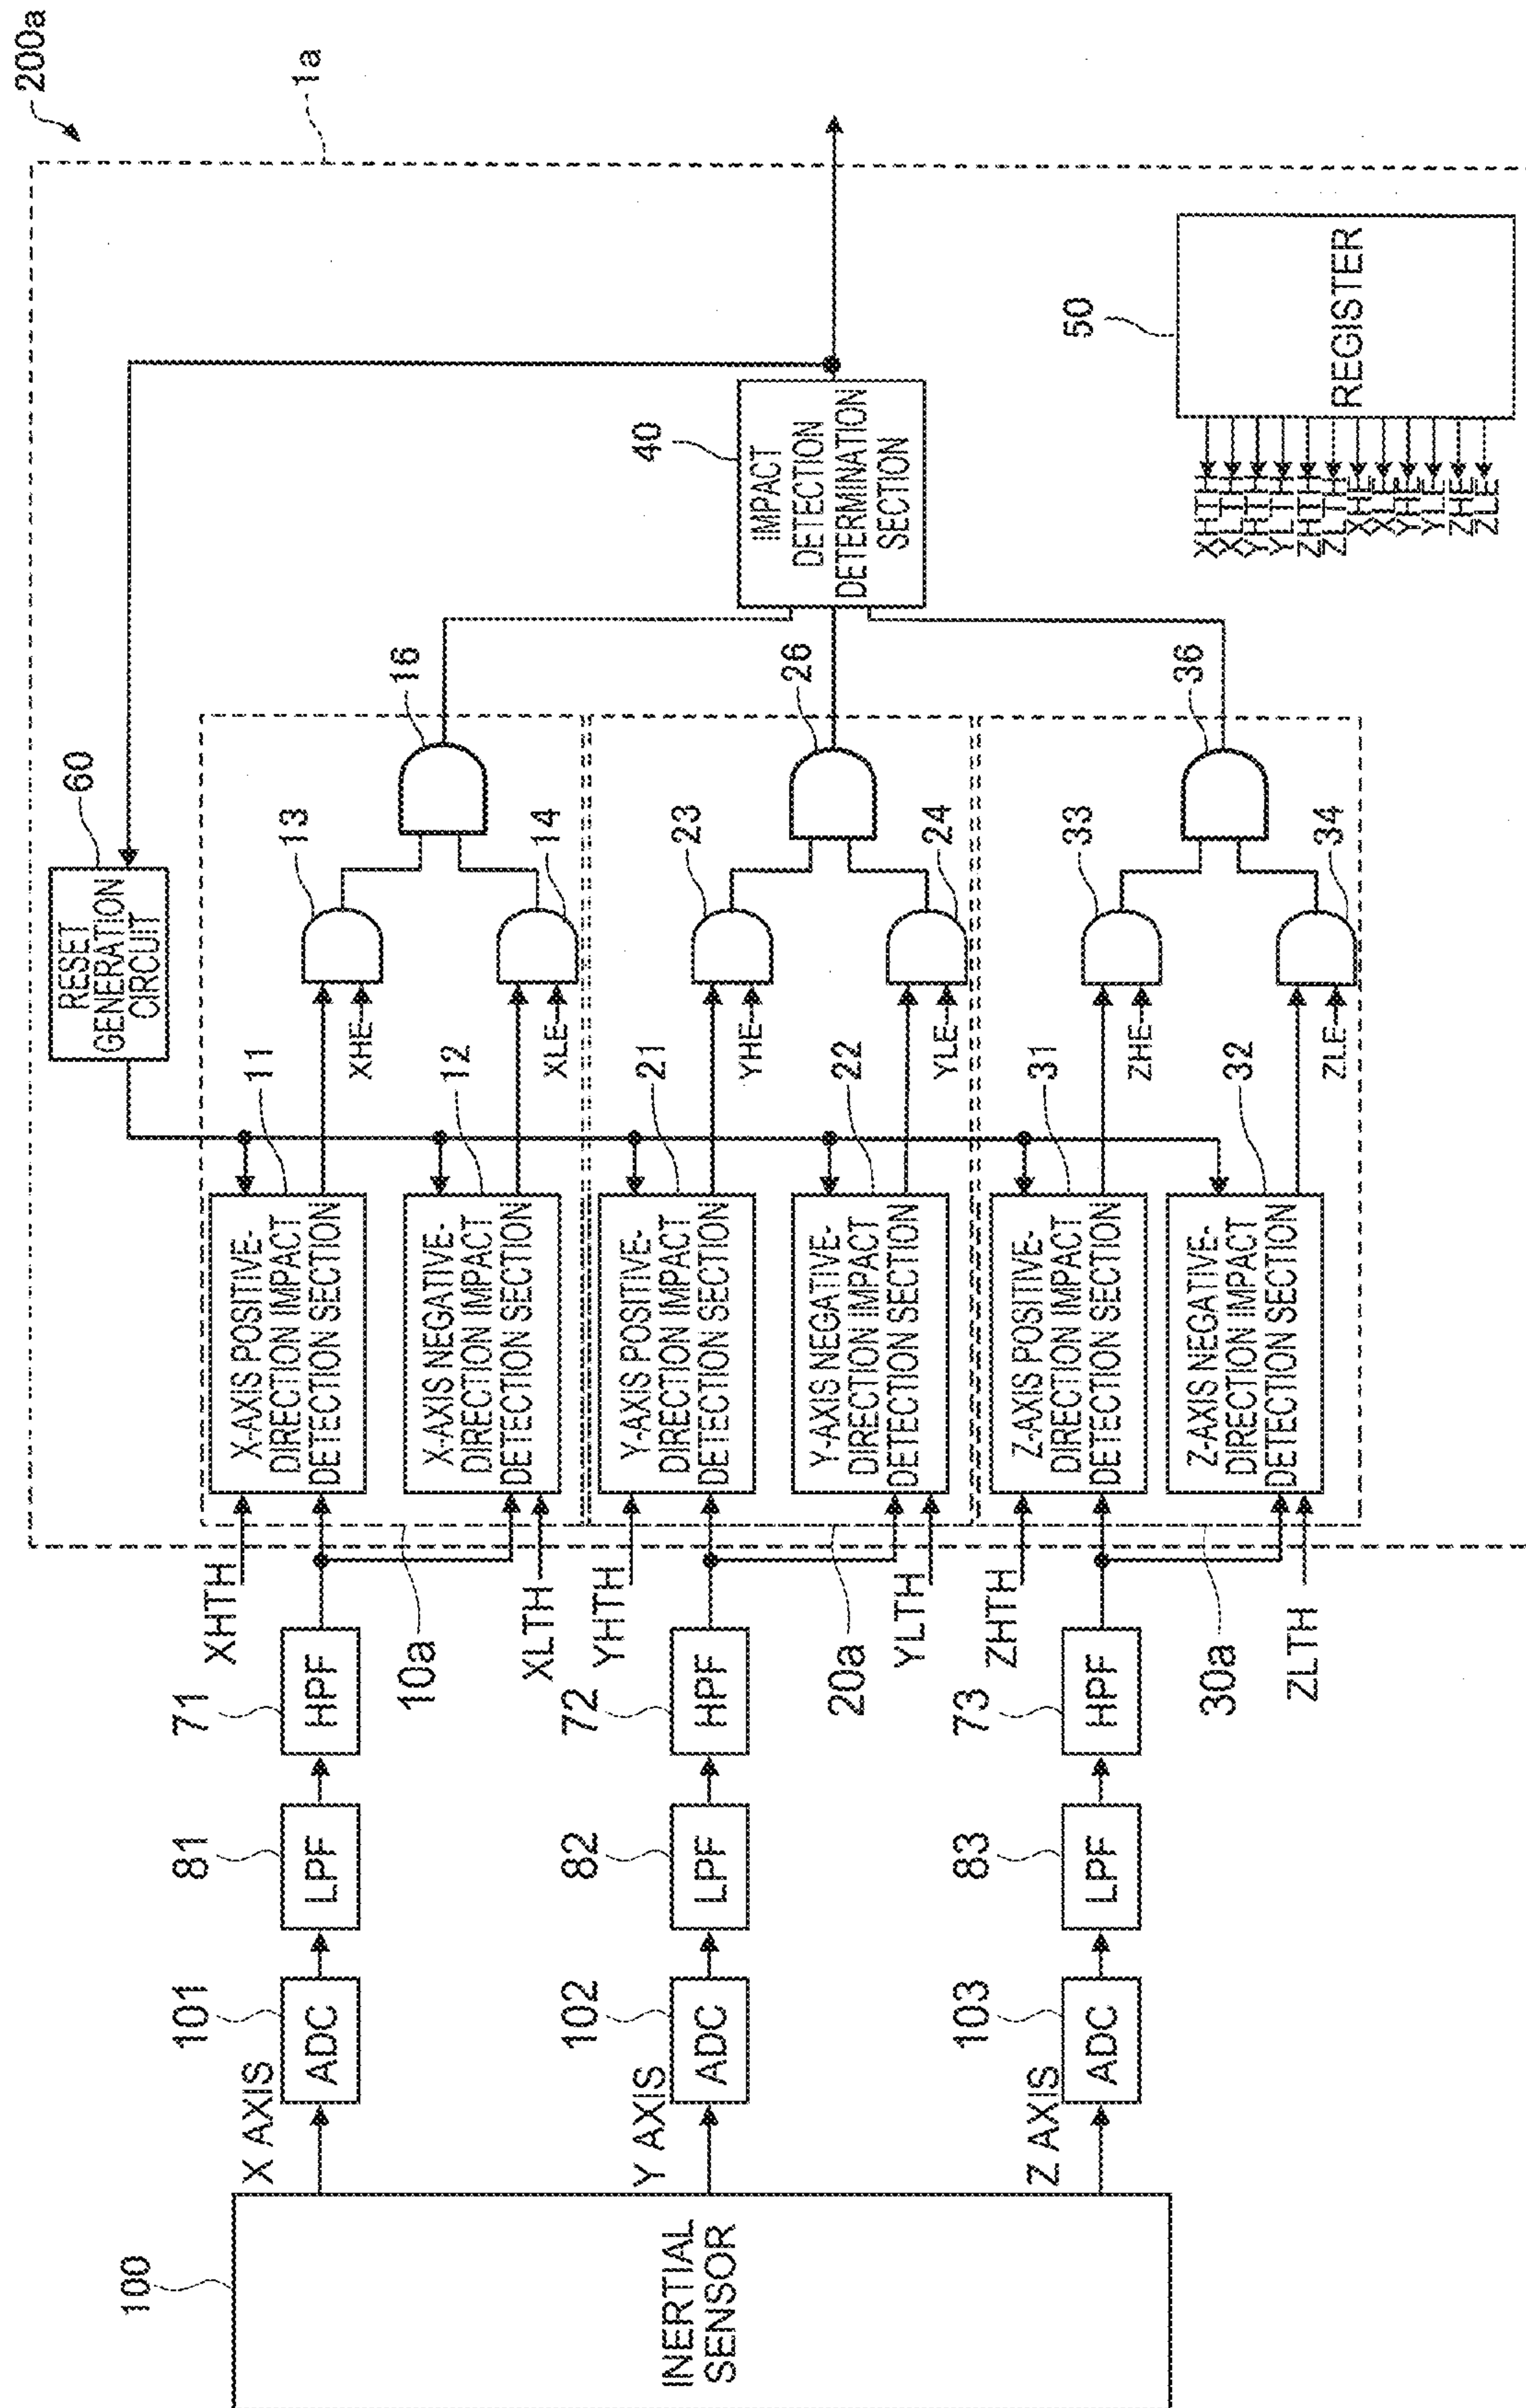 200a
1a
100
INERTIAL
SENSOR
X AXIS
101
ADC
81
LPF
71
HPF
XHTH
10a
XLTH
Y AXIS
102
ADC
82
LPF
72
HPF
YHTH
20a
YLTH
Z AXIS
103
ADC
83
LPF
73
HPF
ZHTH
30a
ZLTH
60
RESET
GENERATION
CIRCUIT
11
X-AXIS POSITIVE-
DIRECTION IMPACT
DETECTION SECTION
XHE
13
12
X-AXIS NEGATIVE-
DIRECTION IMPACT
DETECTION SECTION
XLE
14
16
21
Y-AXIS POSITIVE-
DIRECTION IMPACT
DETECTION SECTION
YHE
23
22
Y-AXIS NEGATIVE-
DIRECTION IMPACT
DETECTION SECTION
YLE
24
26
31
Z-AXIS POSITIVE-
DIRECTION IMPACT
DETECTION SECTION
ZHE
33
32
Z-AXIS NEGATIVE-
DIRECTION IMPACT
DETECTION SECTION
ZLE
34
36
40
IMPACT
DETECTION
DETERMINATION
SECTION
50
REGISTER
XHTH
XLTH
YHTH
YLTH
ZHTH
ZLTH
XHE
XLE
YHE
YLE
ZHE
ZLE